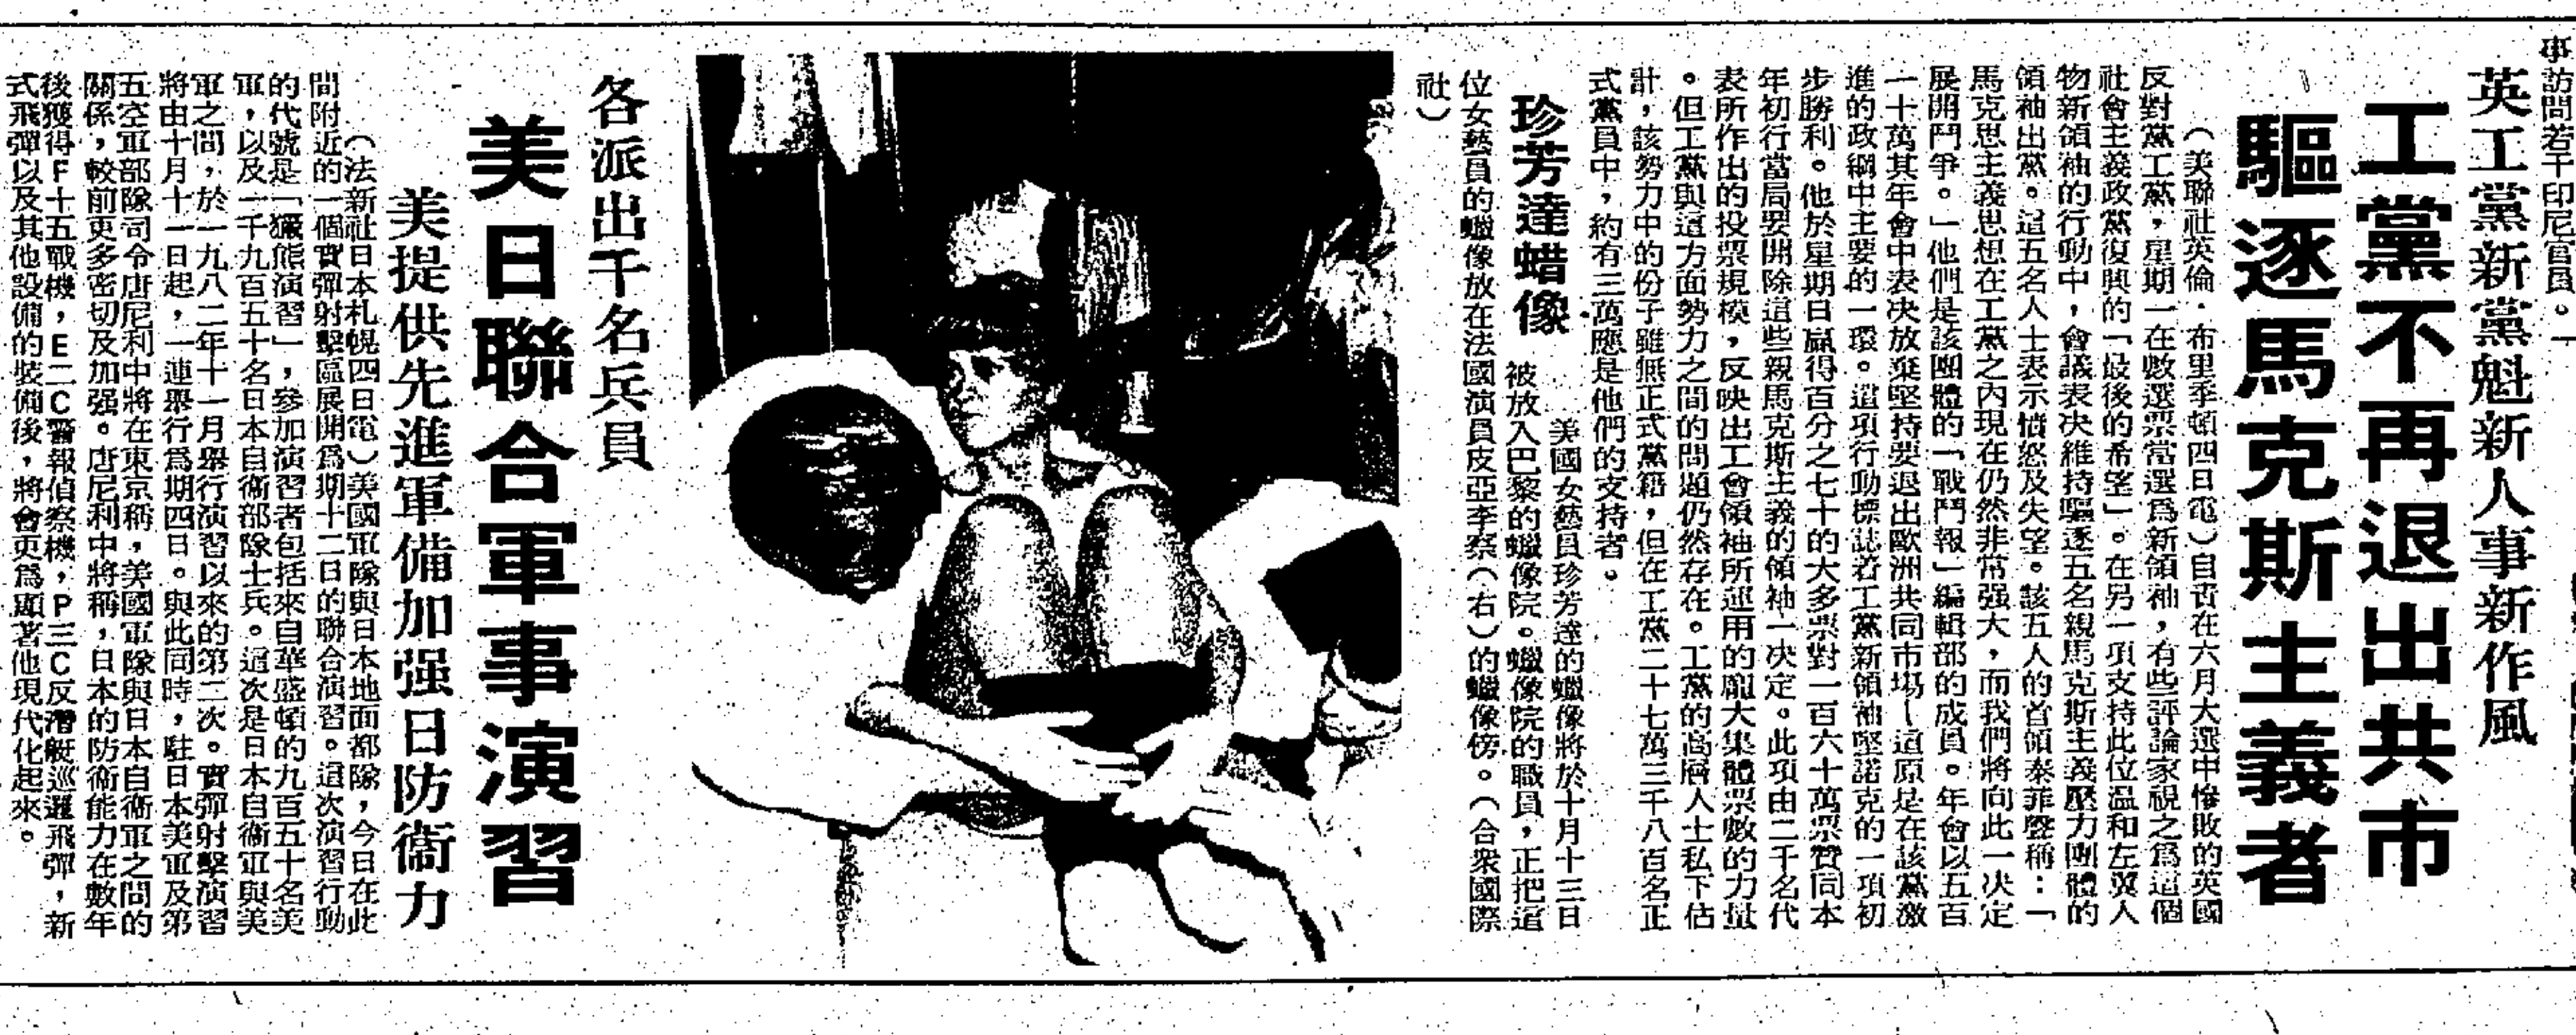 事訪問若干印尼官員。
英工黨新黨魁新人事新作風
工黨不再退出共市
驅逐馬克斯主義者
（美聯社英倫·布里季頓四日電）自從在六月大選中慘敗的英國
反對黨工黨，星期一在數選票當選爲新領袖，有些評論家視之爲這個
社會主義政黨復興的「最後的希望」。在另一項支持此位温和左翼人
物新領袖的行動中，會議表决維持驅逐五名親馬克斯主義壓力團體的
領袖出黨。這五名人士表示憤怒及失望。該五人的首領泰菲聲稱：「
馬克思主義思想在工黨之內現在仍然非常强大，而我們將向此一决定
展開鬥爭。」他們是該團體的「戰鬥報」編輯部的成員。年會以五百
一十萬其年會中表决放棄堅持要退出歐洲共同市場—這原是在該黨激
進的政綱中主要的一環。這項行動標誌着工黨新領袖堅諾克的一項初
步勝利。他於星期日贏得百分之七十的大多票對一百六十萬票贊同本
年初行當局要開除這些親馬克斯主義的領袖一决定。此項由二千名代
表所作出的投票規模，反映出工會領袖所运用的龐大集體票數的力量
。但工黨與這方面勢力之間的問題仍然存在。工黨的高層人士私下估
計，該勢力中的份子雖無正式黨籍，但在工黨二十七萬三千八百名正
式黨員中，約有三萬應是他們的支持者。
珍芳達蜡像
美國女藝員珍芳達的蠟像將於十月十三日
被放入巴黎的蠟像院。蠟像院的職員，正把這
位女藝員的蠟像放在法國演員皮亞李察（右）的蠟像傍。（合衆國際
社）
各派出千名兵員
美日聯合軍事演習
美提供先進軍備加强日防衞力
（法新社日本札幌四日電）美國軍隊與日本地面部隊，今日在此
間附近的一個實彈射擊區展開爲期十二日的聯合演習。這次演習行動
的代號是「獵熊演習」，參加演習者包括來自華盛頓的九百五十名美
軍，以及一千九百五十名日本自衞部隊士兵。這次是日本自衞軍與美
軍之間，於一九八二年十一月舉行演習以來的第二次。實彈射擊演習
將由十月十一日起，一連舉行爲期四日。與此同時，駐日本美軍及第
五空軍部隊司令唐尼利中將在東京稱，美國軍隊與日本自衞軍之間的
關係，較前更多密切及加强。唐尼利中將稱，日本的防衞能力在數年
後獲得F十五戰機，E二C警報偵察機，P三C反潛艇巡邏飛彈，新
式飛彈以及其他設備的裝備後，將會更爲顯著他現代化起來。